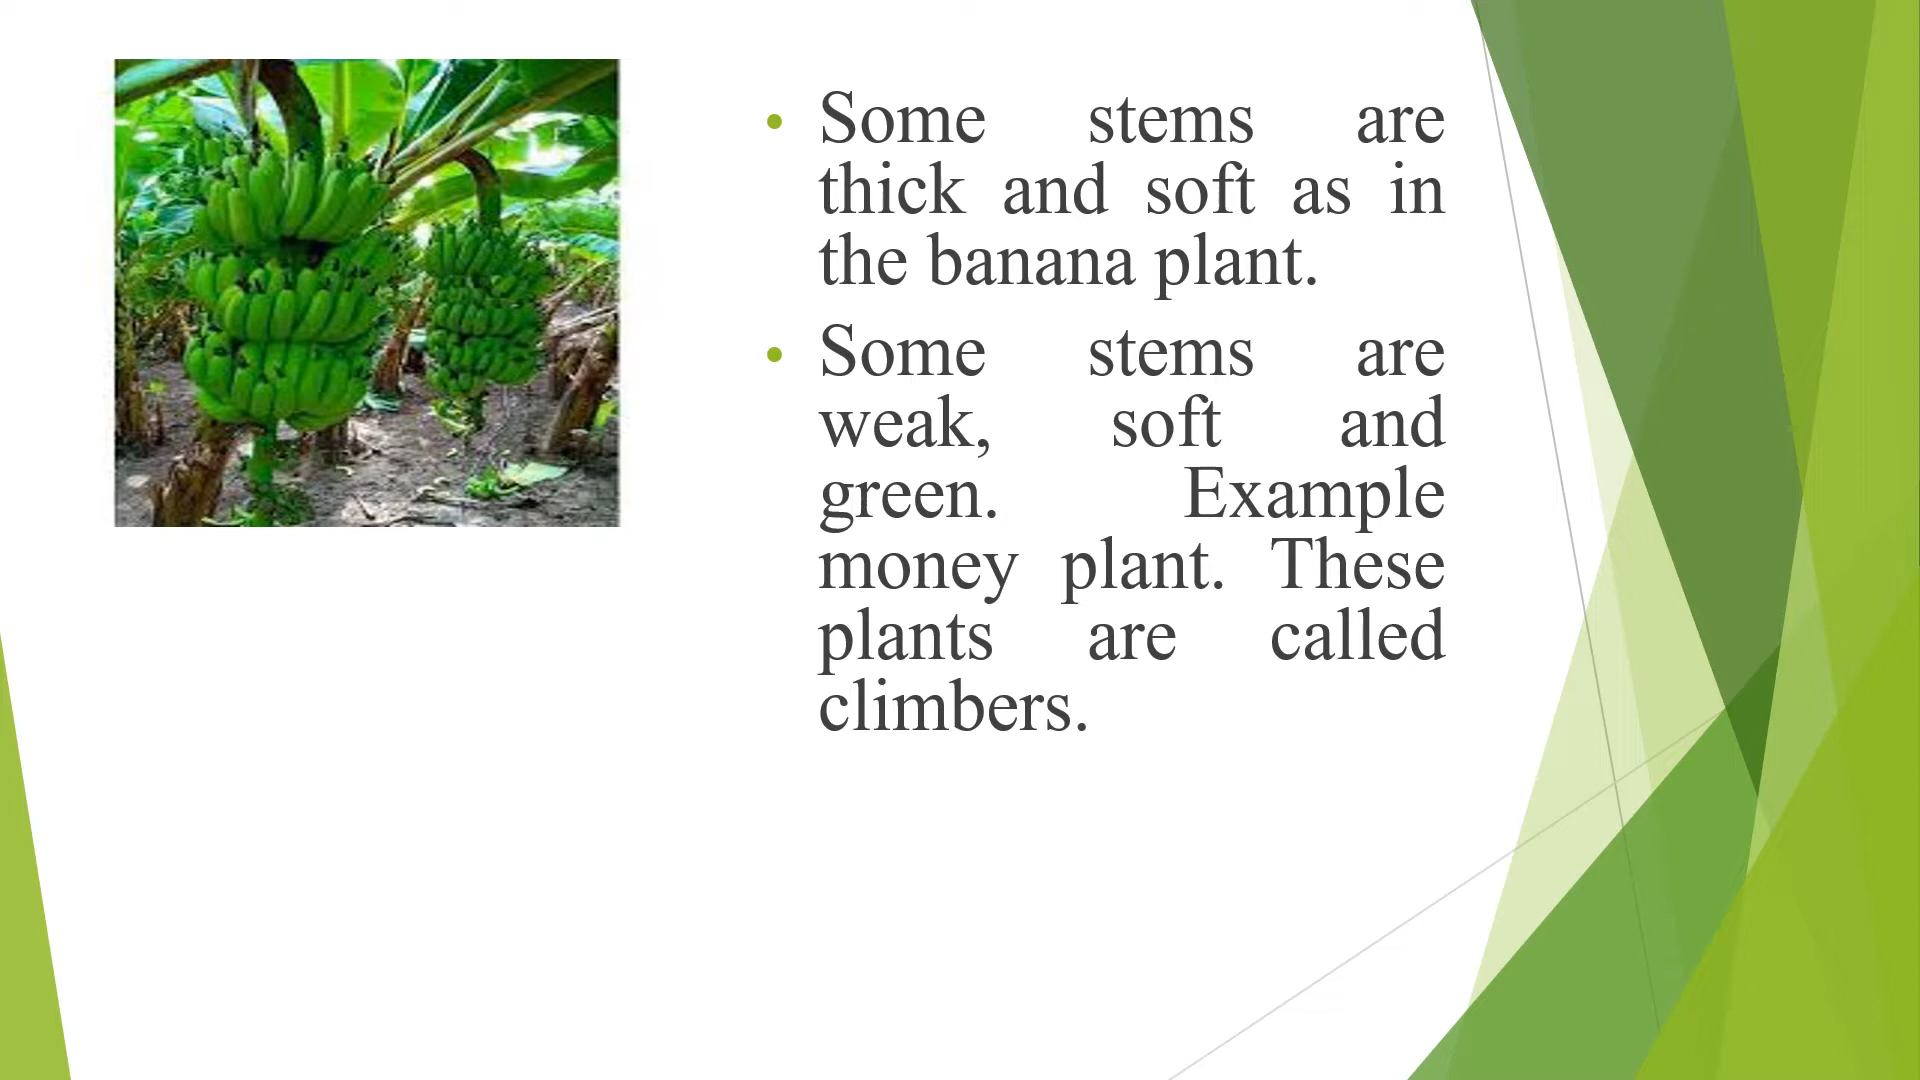 • Some stems are
thick and soft as in
the banana plant.
• Some stems are
weak, soft and
green. Example
money plant. These
plants are called
climbers.